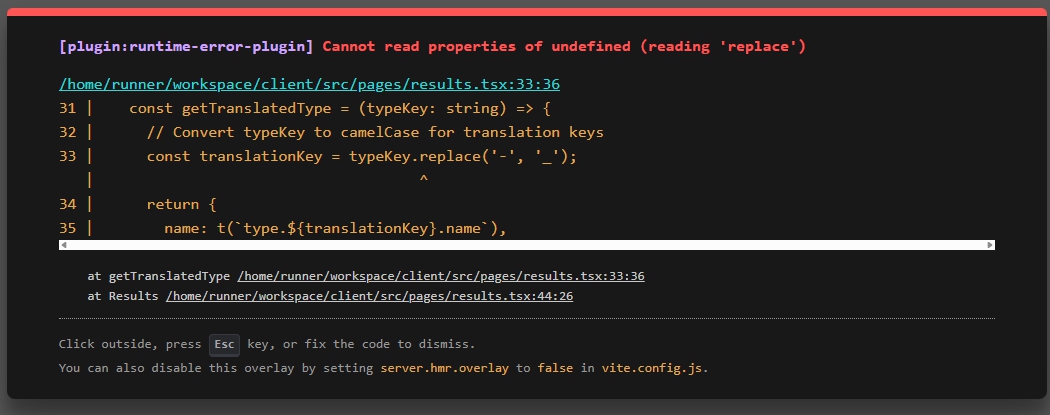 [plugin:runtime-error-plugin] Cannot read properties of undefined (reading 'replace')
/home/runner/workspace/client/src/pages/results.tsx:33:36
31 |    const getTranslatedType = (typeKey: string) => {
32 |      // Convert typeKey to camelCase for translation keys
33 |      const translationKey = typeKey.replace('-', '_');
   |                                     ^
34 |      return {
35 |        name: t(`type.${translationKey}.name`),
at getTranslatedType /home/runner/workspace/client/src/pages/results.tsx:33:36
at Results /home/runner/workspace/client/src/pages/results.tsx:44:26
Click outside, press Esc key, or fix the code to dismiss.
You can also disable this overlay by setting server.hmr.overlay to false in vite.config.js.